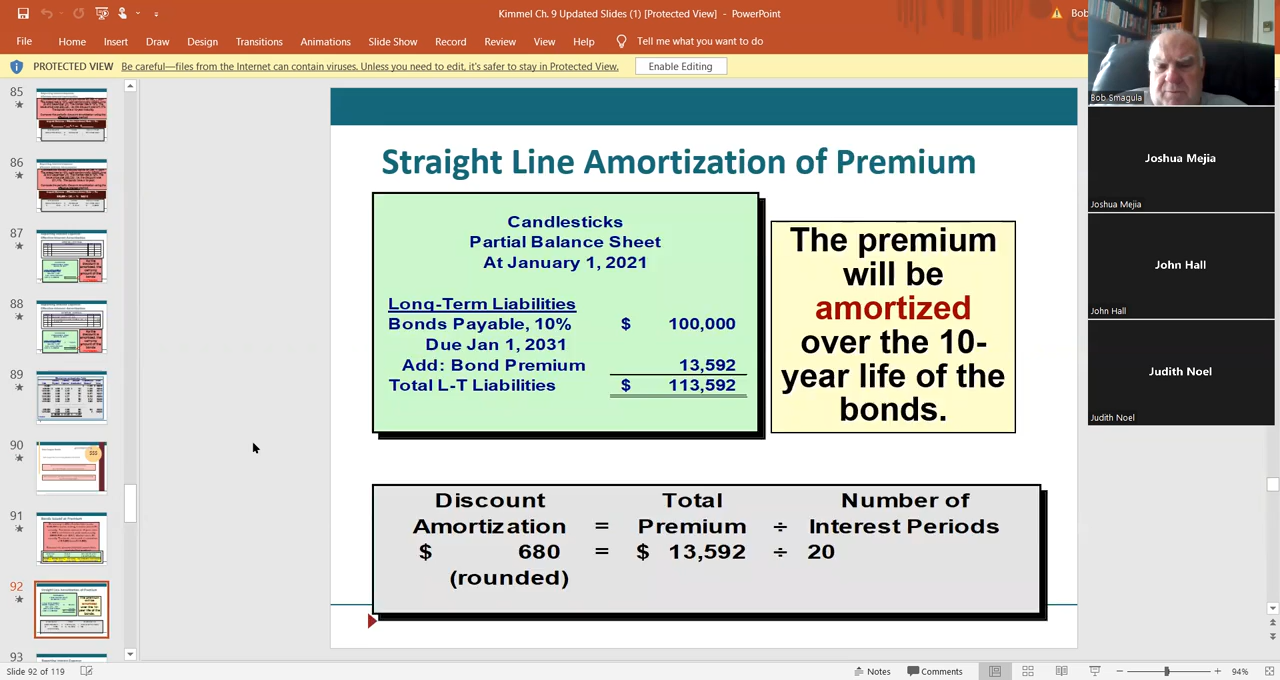 Kimmel Ch. 9 Updated Slides (1) [Protected View] - PowerPoint
Bob
File Home Insert Draw Design Transitions Animations Slide Show Record Review View Help Tell me what you want to do
PROTECTED VIEW Be careful—files from the Internet can contain viruses. Unless you need to edit, it's safer to stay in Protected View. Enable Editing
85
86
87
88
89
90
91
92
93
Straight Line Amortization of Premium
Candlesticks
Partial Balance Sheet
At January 1, 2021
Long-Term Liabilities
Bonds Payable, 10% $ 100,000
Due Jan 1, 2031
Add: Bond Premium 13,592
Total L-T Liabilities $ 113,592
The premium
will be
amortized
over the 10-
year life of the
bonds.
Discount Total Number of
Amortization = Premium ÷ Interest Periods
$ 680 = $ 13,592 ÷ 20
(rounded)
Bob Smagula
Joshua Mejia
Joshua Mejia
John Hall
John Hall
Judith Noel
Judith Noel
Slide 92 of 119 Notes Comments 94%